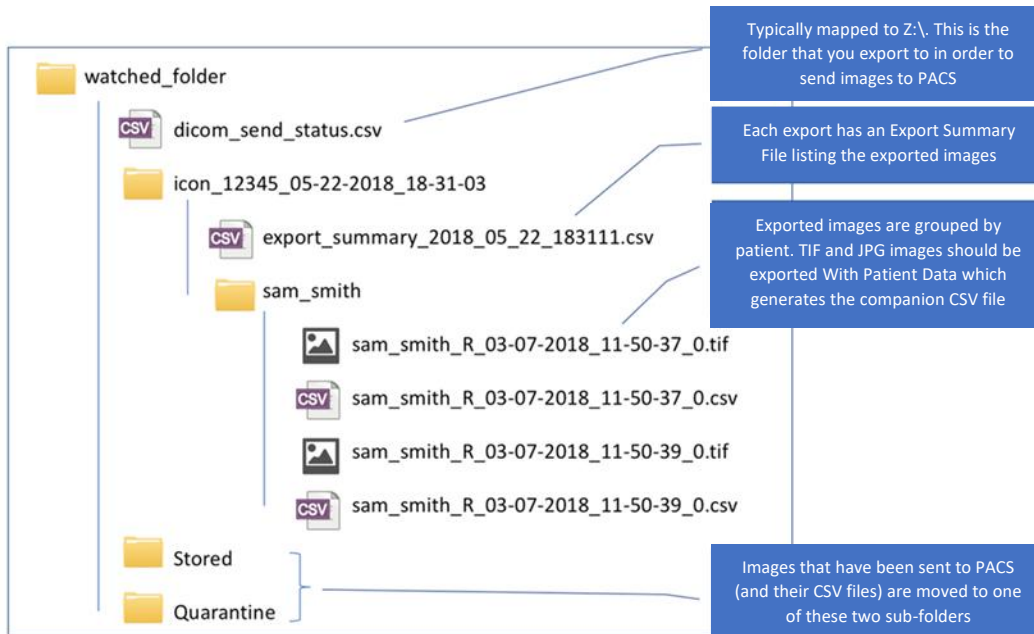 Typically mapped to Z:\. This is the
folder that you export to in order to
send images to PACS
watched_folder
CSV
dicom_send_status.csv
Each export has an Export Summary
File listing the exported images
icon_12345_05-22-2018_18-31-03
CSV
export_summary_2018_05_22_183111.csv
Exported images are grouped by
patient. TIF and JPG images should be
exported With Patient Data which
generates the companion CSV file
sam_smith
sam_smith_R_03-07-2018_11-50-37_0.tif
CSV
sam_smith_R_03-07-2018_11-50-37_0.csv
sam_smith_R_03-07-2018_11-50-39_0.tif
CSV
sam_smith_R_03-07-2018_11-50-39_0.csv
Stored
Quarantine
Images that have been sent to PACS
(and their CSV files) are moved to one
of these two sub-folders